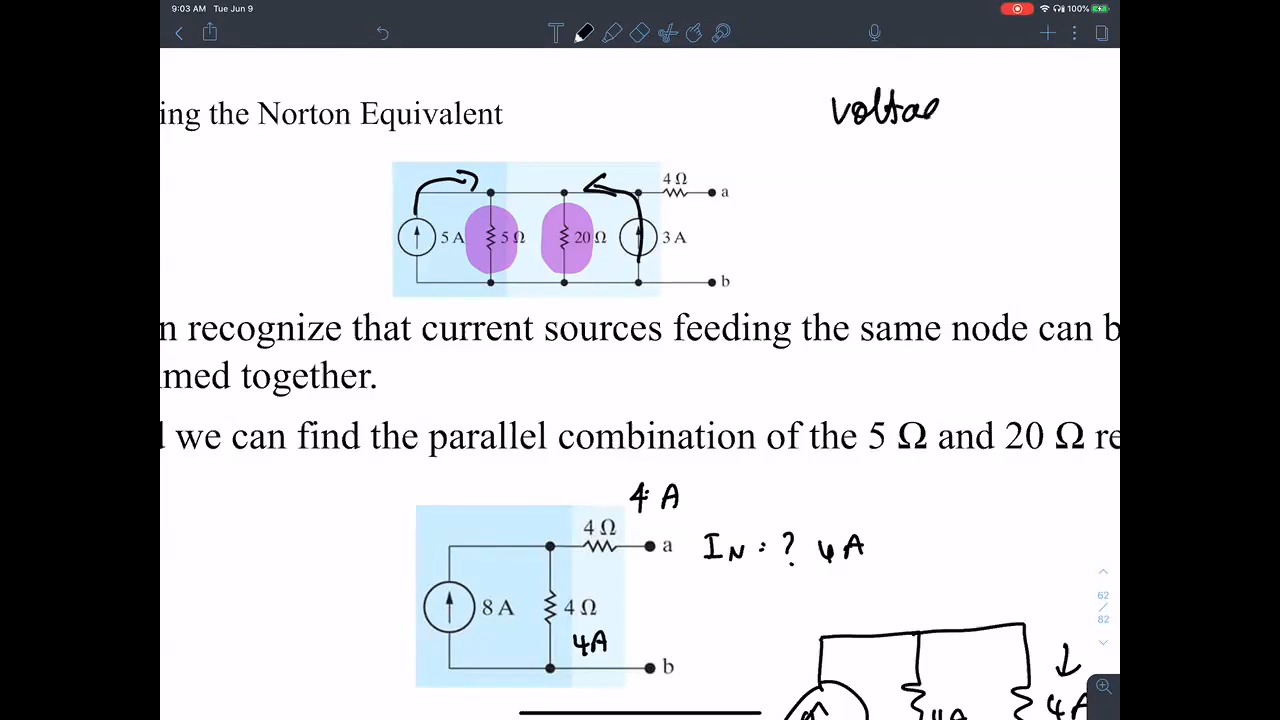 9:03 AM Tue Jun 9
100%
ing the Norton Equivalent
voltag
4 Ω
a
5 A
5 Ω
20 Ω
3 A
b
n recognize that current sources feeding the same node can b
med together.
we can find the parallel combination of the 5 Ω and 20 Ω re
4 A
4 Ω
a
IN : ? 4A
8 A
4 Ω
4A
b
62
/
82
4A
4A